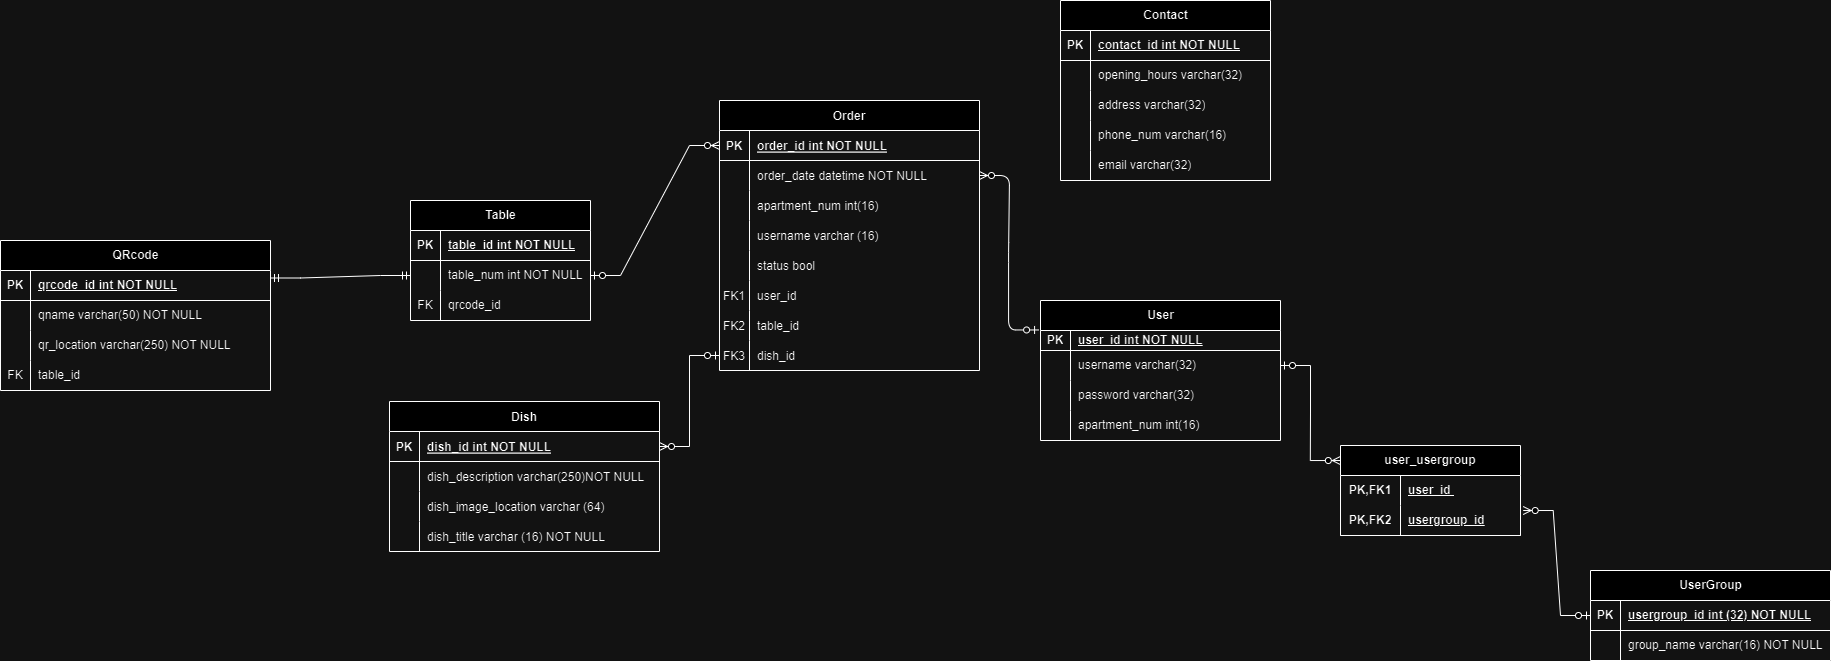 Contact
PK contact_id int NOT NULL
opening_hours varchar(32)
address varchar(32)
phone_num varchar(16)
email varchar(32)
Order
PK order_id int NOT NULL
order_date datetime NOT NULL
apartment_num int(16)
username varchar (16)
status bool
FK1 user_id
FK2 table_id
FK3 dish_id
Table
PK table_id int NOT NULL
table_num int NOT NULL
FK qrcode_id
QRcode
PK qrcode_id int NOT NULL
qname varchar(50) NOT NULL
qr_location varchar(250) NOT NULL
FK table_id
Dish
PK dish_id int NOT NULL
dish_description varchar(250)NOT NULL
dish_image_location varchar (64)
dish_title varchar (16) NOT NULL
User
PK user_id int NOT NULL
username varchar(32)
password varchar(32)
apartment_num int(16)
user_usergroup
PK,FK1 user_id
PK,FK2 usergroup_id
UserGroup
PK usergroup_id int (32) NOT NULL
group_name varchar(16) NOT NULL